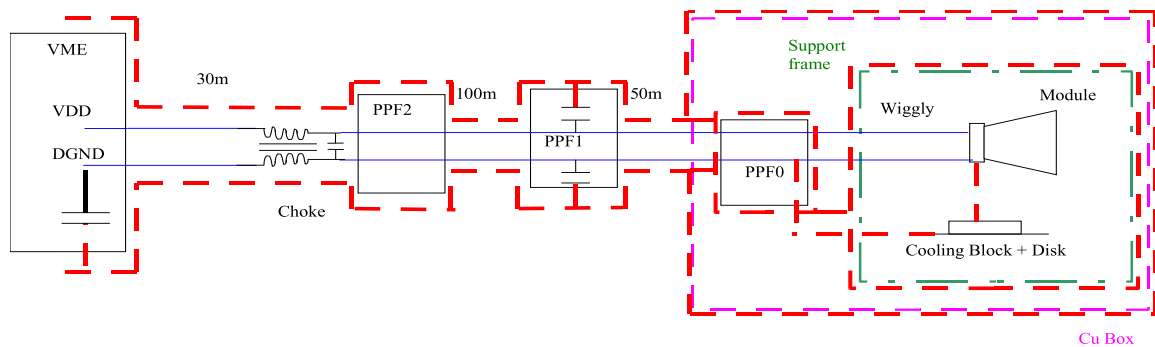 VME
30m
VDD
DGND
Choke
PPF2
100m
PPF1
50m
Support
frame
PPF0
Wiggly
Module
Cooling Block + Disk
Cu Box